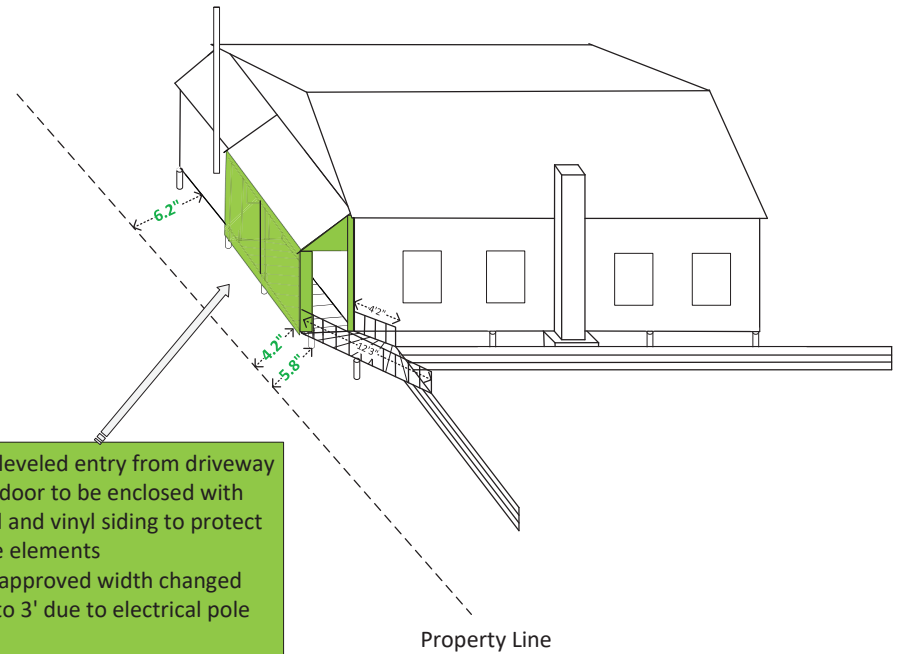 6.2"
4'2"
12'3"
4.2"
5.8"
leveled entry from driveway
door to be enclosed with
and vinyl siding to protect
elements
approved width changed
to 3' due to electrical pole
Property Line